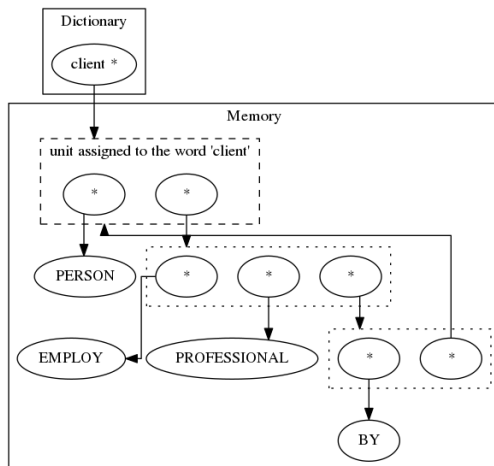 Dictionary
client *
Memory
unit assigned to the word 'client'
* *
PERSON
* * *
EMPLOY
PROFESSIONAL
* *
BY